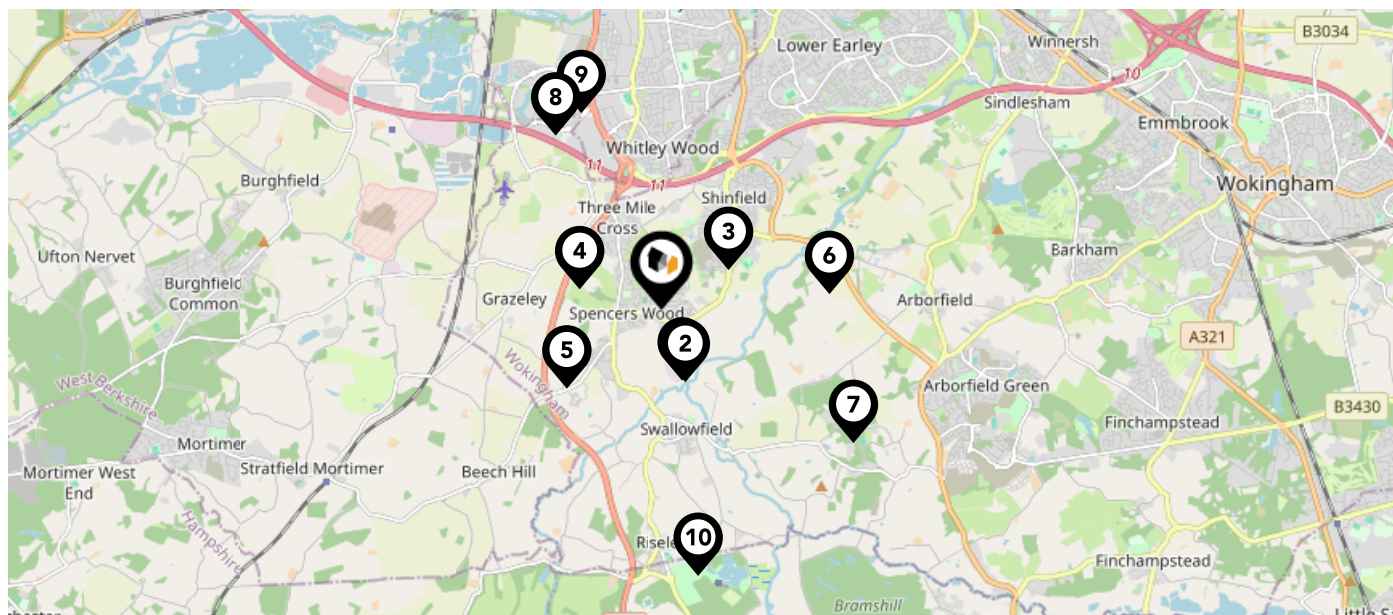 B3034
Lower Earley
Winnersh
10
9
8
Sindlesham
Emmbrook
Whitley Wood
11
11
Burghfield
Wokingham
Shinfield
Three Mile
Cross
3
4
6
Barkham
Ufton Nervet
Burghfield
Common
Grazeley
Arborfield
Spencers Wood
A321
2
5
Wokingham
West Berkshire
Arborfield Green
7
B3430
Finchampstead
Swallowfield
Mortimer
Stratfield Mortimer
Beech Hill
Mortimer West
End
Hampshire
10
Risele
Finchampstead
Bramshill
Little S